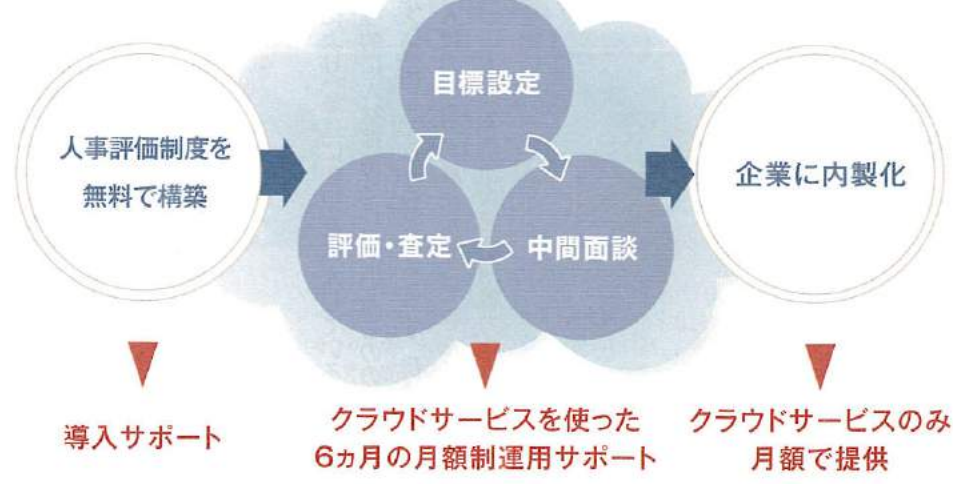 人事評価制度を
無料で構築
目標設定
評価・査定
中間面談
企業に内製化
導入サポート
クラウドサービスを使った
6ヵ月の月額制運用サポート
クラウドサービスのみ
月額で提供